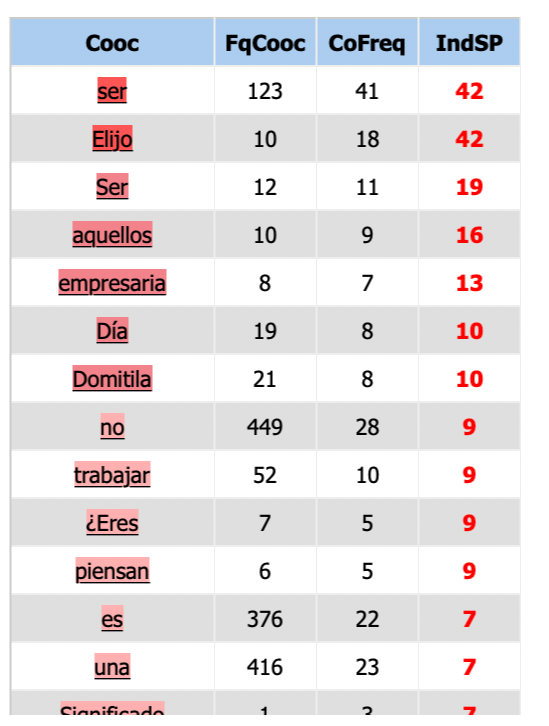 Cooc FqCooc CoFreq IndSP
ser 123 41 42
Elijo 10 18 42
Ser 12 11 19
aquellos 10 9 16
empresaria 8 7 13
Día 19 8 10
Domitila 21 8 10
no 449 28 9
trabajar 52 10 9
¿Eres 7 5 9
piensan 6 5 9
es 376 22 7
una 416 23 7
Significado 1 3 7